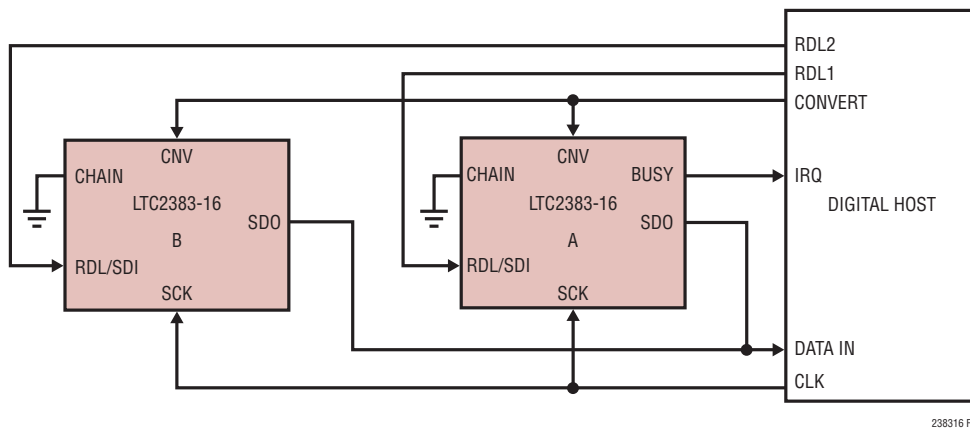 RDL2
RDL1
CONVERT
CNV
CNV
CHAIN
CHAIN
BUSY
IRQ
LTC2383-16
LTC2383-16
DIGITAL HOST
SDO
SDO
B
A
RDL/SDI
RDL/SDI
SCK
SCK
DATA IN
CLK
238316 F